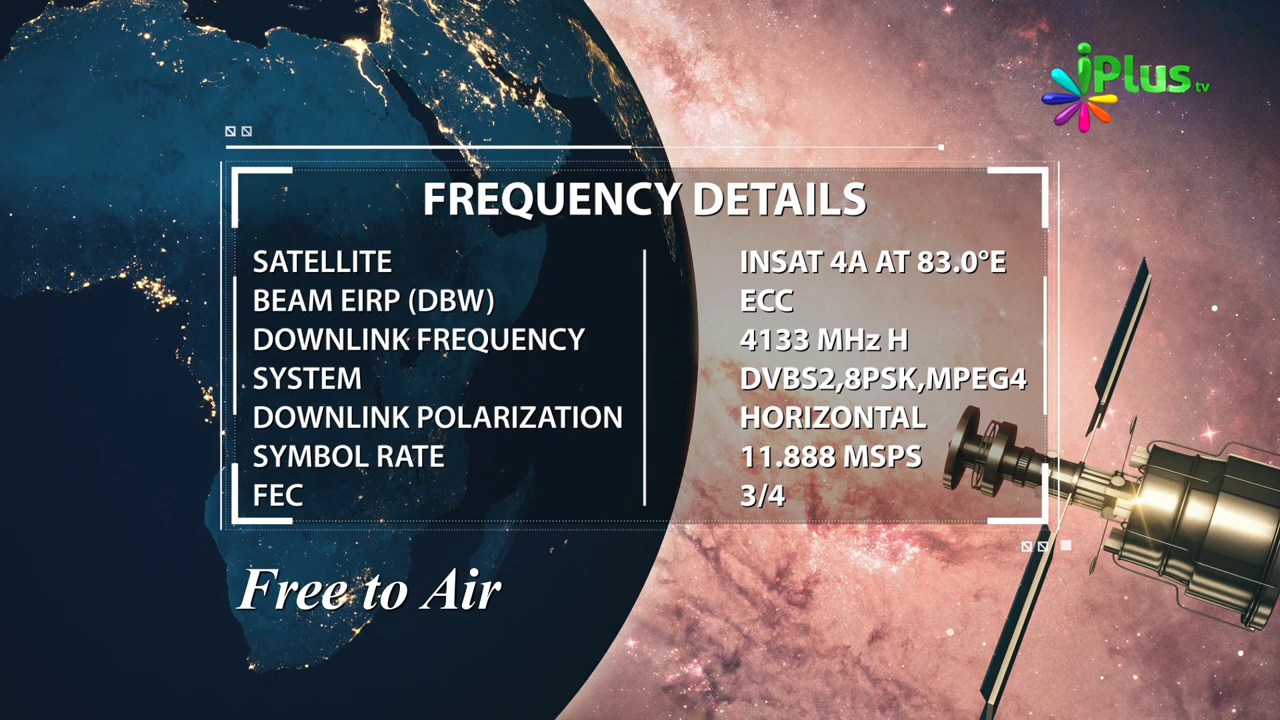 iPlus tv
FREQUENCY DETAILS
SATELLITE INSAT 4A AT 83.0°E
BEAM EIRP (DBW) ECC
DOWNLINK FREQUENCY 4133 MHz H
SYSTEM DVBS2,8PSK,MPEG4
DOWNLINK POLARIZATION HORIZONTAL
SYMBOL RATE 11.888 MSPS
FEC 3/4
Free to Air